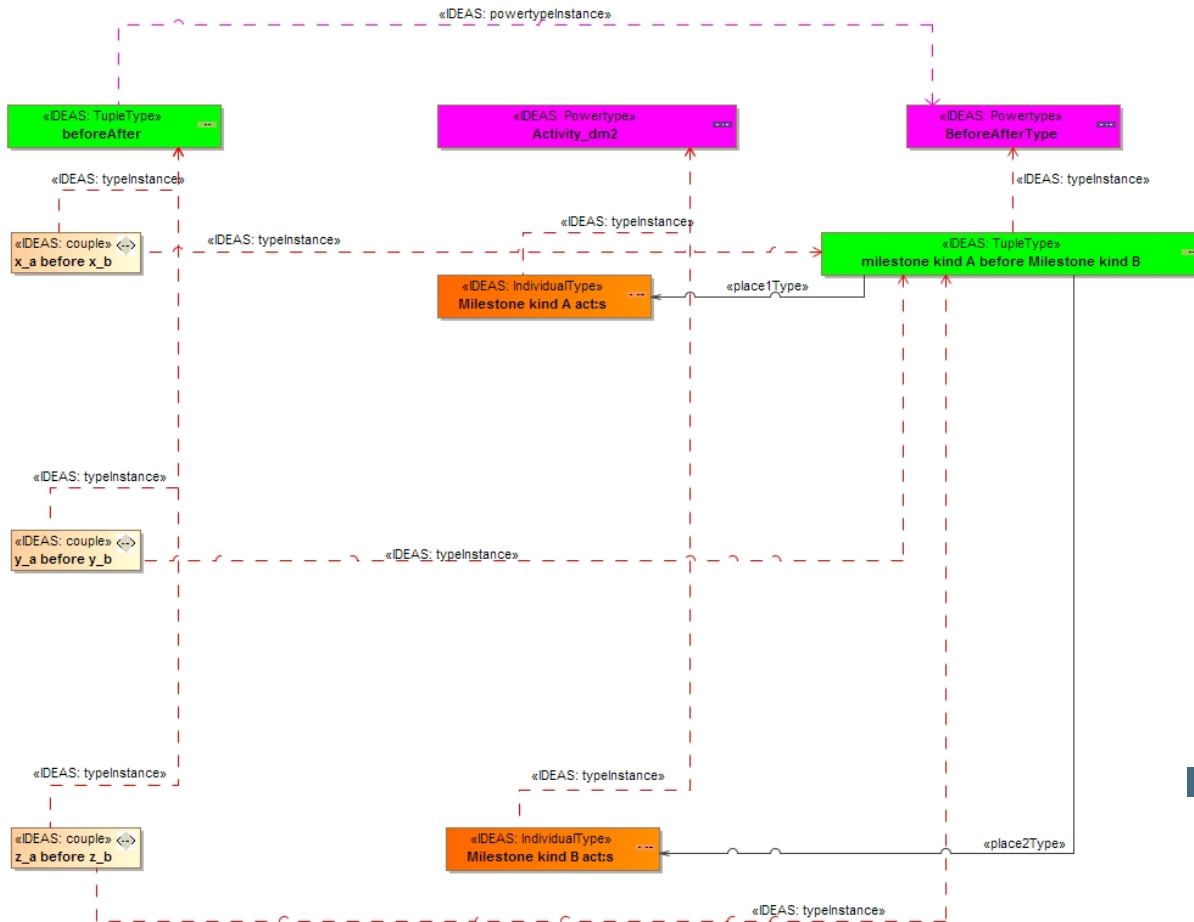 «IDEAS: powertypeInstance»
«IDEAS: TupleType»
beforeAfter
«IDEAS: Powertype»
Activity_dm2
«IDEAS: Powertype»
BeforeAfterType
«IDEAS: typeInstance»
«IDEAS: typeInstance»
«IDEAS: couple»
x_a before x_b
«IDEAS: typeInstance»
«IDEAS: typeInstance»
«IDEAS: TupleType»
milestone kind A before Milestone kind B
«IDEAS: IndividualType»
Milestone kind A act:s
«place1Type»
«IDEAS: typeInstance»
«IDEAS: couple»
y_a before y_b
«IDEAS: typeInstance»
«IDEAS: typeInstance»
«IDEAS: typeInstance»
«IDEAS: couple»
z_a before z_b
«IDEAS: IndividualType»
Milestone kind B act:s
«place2Type»
«IDEAS: typeInstance»